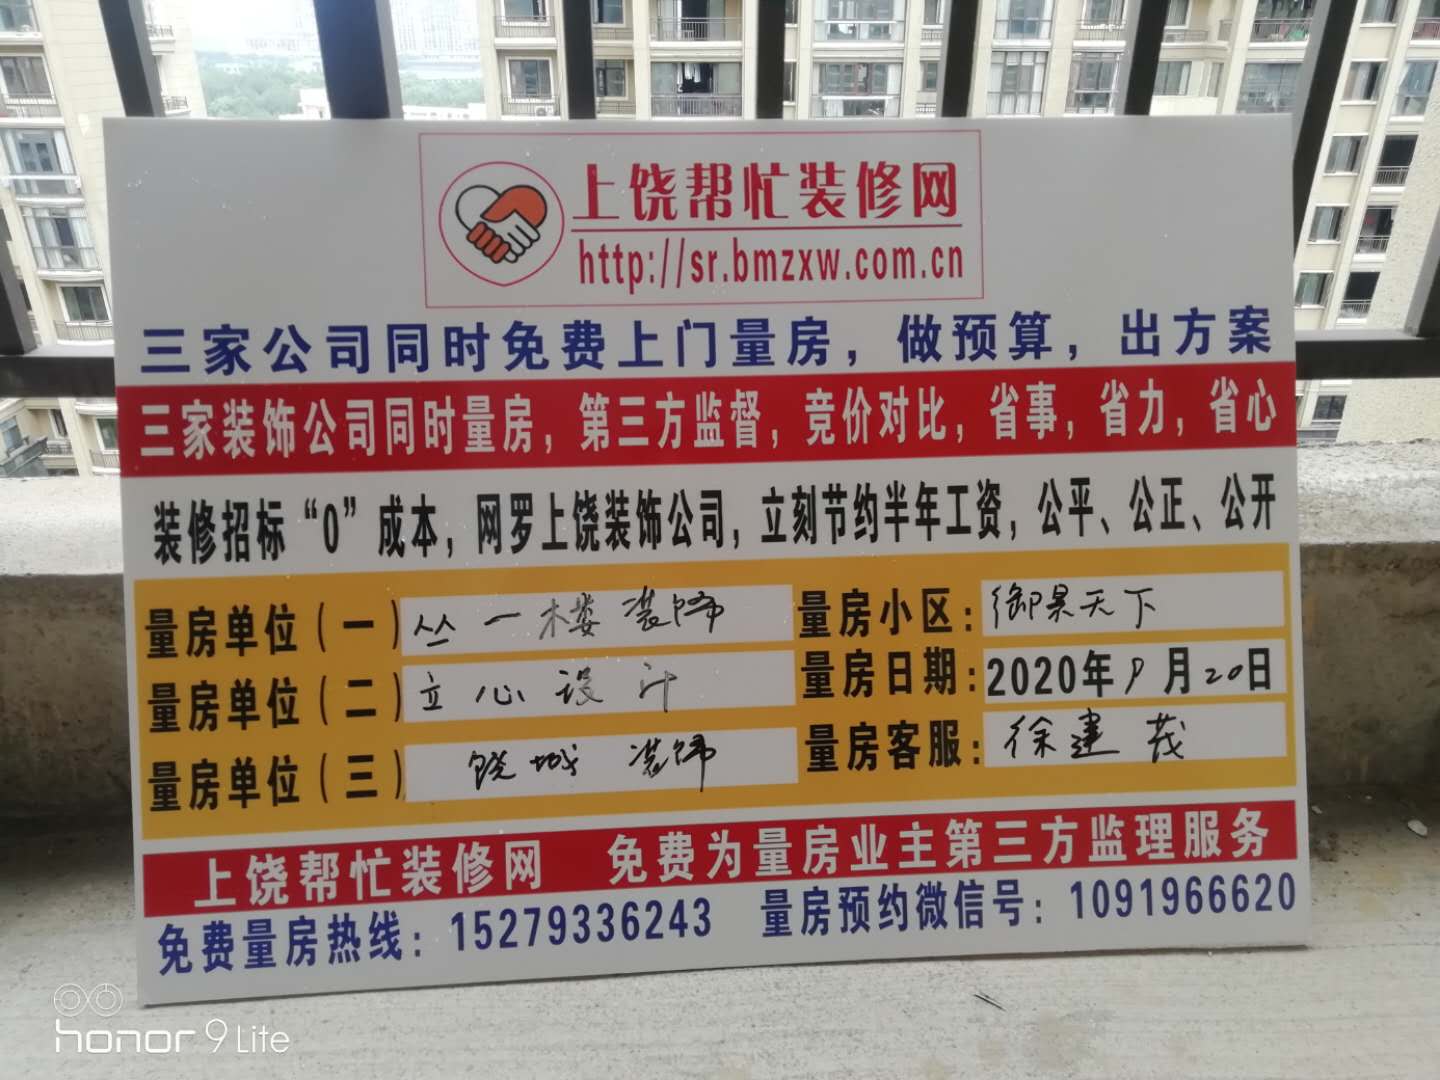 上饶帮忙装修网
http://sr.bmzxw.com.cn
三家公司同时免费上门量房，做预算，出方案
三家装饰公司同时量房，第三方监督，竞价对比，省事，省力，省心
装修招标“0”成本，网罗上饶装饰公司，立刻节约半年工资，公平、公正、公开
量房单位（一）丛一楼装饰
量房小区：御景天下
量房单位（二）立心设计
量房日期：2020年9月20日
量房单位（三）饶城装饰
量房客服：徐建茂
上饶帮忙装修网 免费为量房业主第三方监理服务
免费量房热线：15279336243 量房预约微信号：1091966620
honor 9 Lite